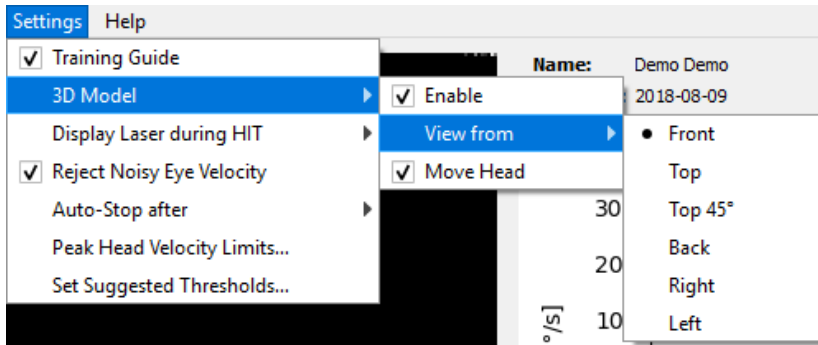 Settings Help
Training Guide
3D Model
Display Laser during HIT
Reject Noisy Eye Velocity
Auto-Stop after
Peak Head Velocity Limits...
Set Suggested Thresholds...
Enable
View from
Move Head
Front
Top
Top 45°
Back
Right
Left
Name: Demo Demo
2018-08-09
30
20
10
°/s]